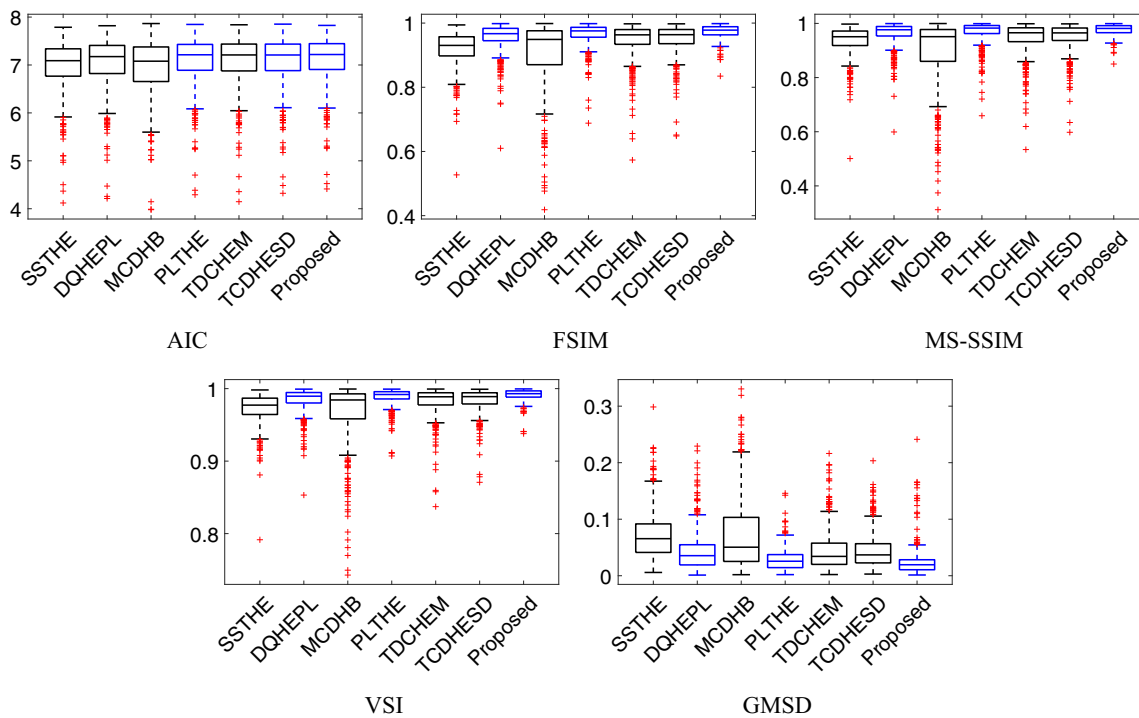 8
7
6
5
4
SSTHE
DQHEPL
MCDHB
PLTHE
TDCHEM
TCDHESD
Proposed
AIC
1
0.8
0.6
0.4
SSTHE
DQHEPL
MCDHB
PLTHE
TDCHEM
TCDHESD
Proposed
FSIM
1
0.8
0.6
0.4
SSTHE
DQHEPL
MCDHB
PLTHE
TDCHEM
TCDHESD
Proposed
MS-SSIM
1
0.9
0.8
SSTHE
DQHEPL
MCDHB
PLTHE
TDCHEM
TCDHESD
Proposed
VSI
0.3
0.2
0.1
0
SSTHE
DQHEPL
MCDHB
PLTHE
TDCHEM
TCDHESD
Proposed
GMSD